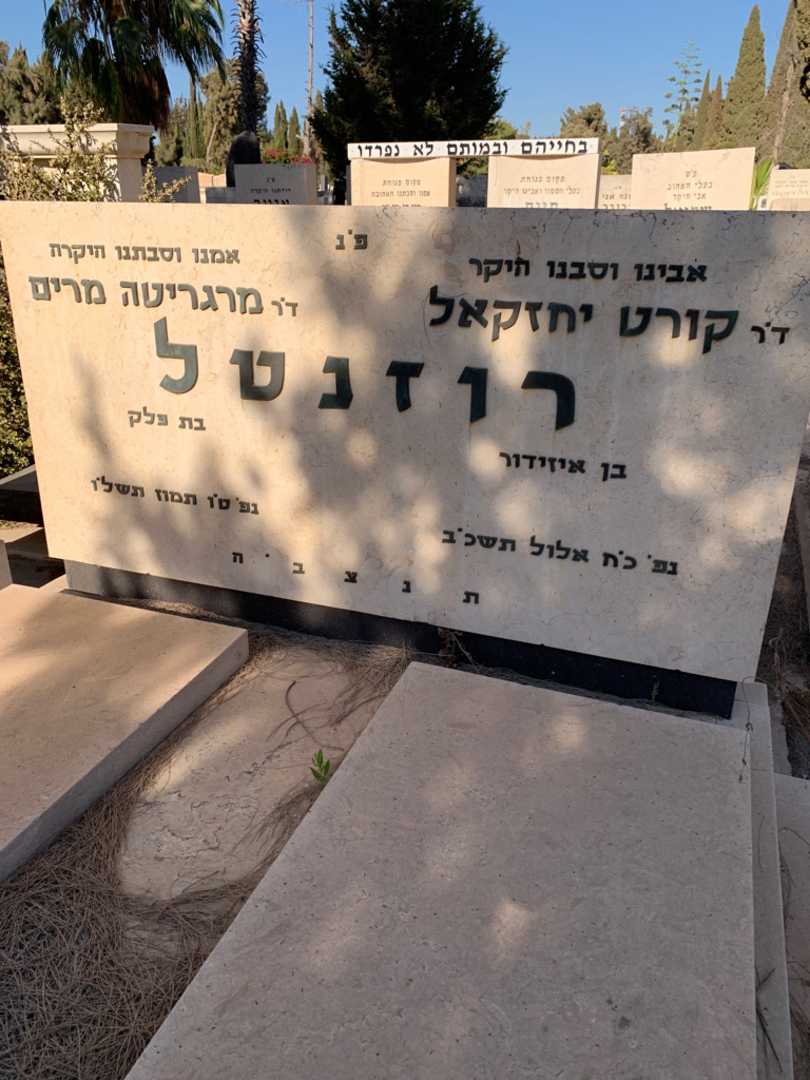 בחייהם ובמותם לא נפרדו
פ״נ
אבינו וסבנו היקר
ד״ר קורט יחזקאל
אמנו וסבתנו היקרה
ד״ר מרגריטה מרים
רוזנטל
בן איזידור
בת פלק
נפ׳ כ״ח אלול תשכ״ב
נפ׳ ט״ו תמוז תשל״ו
ת נ צ ב ״ ה